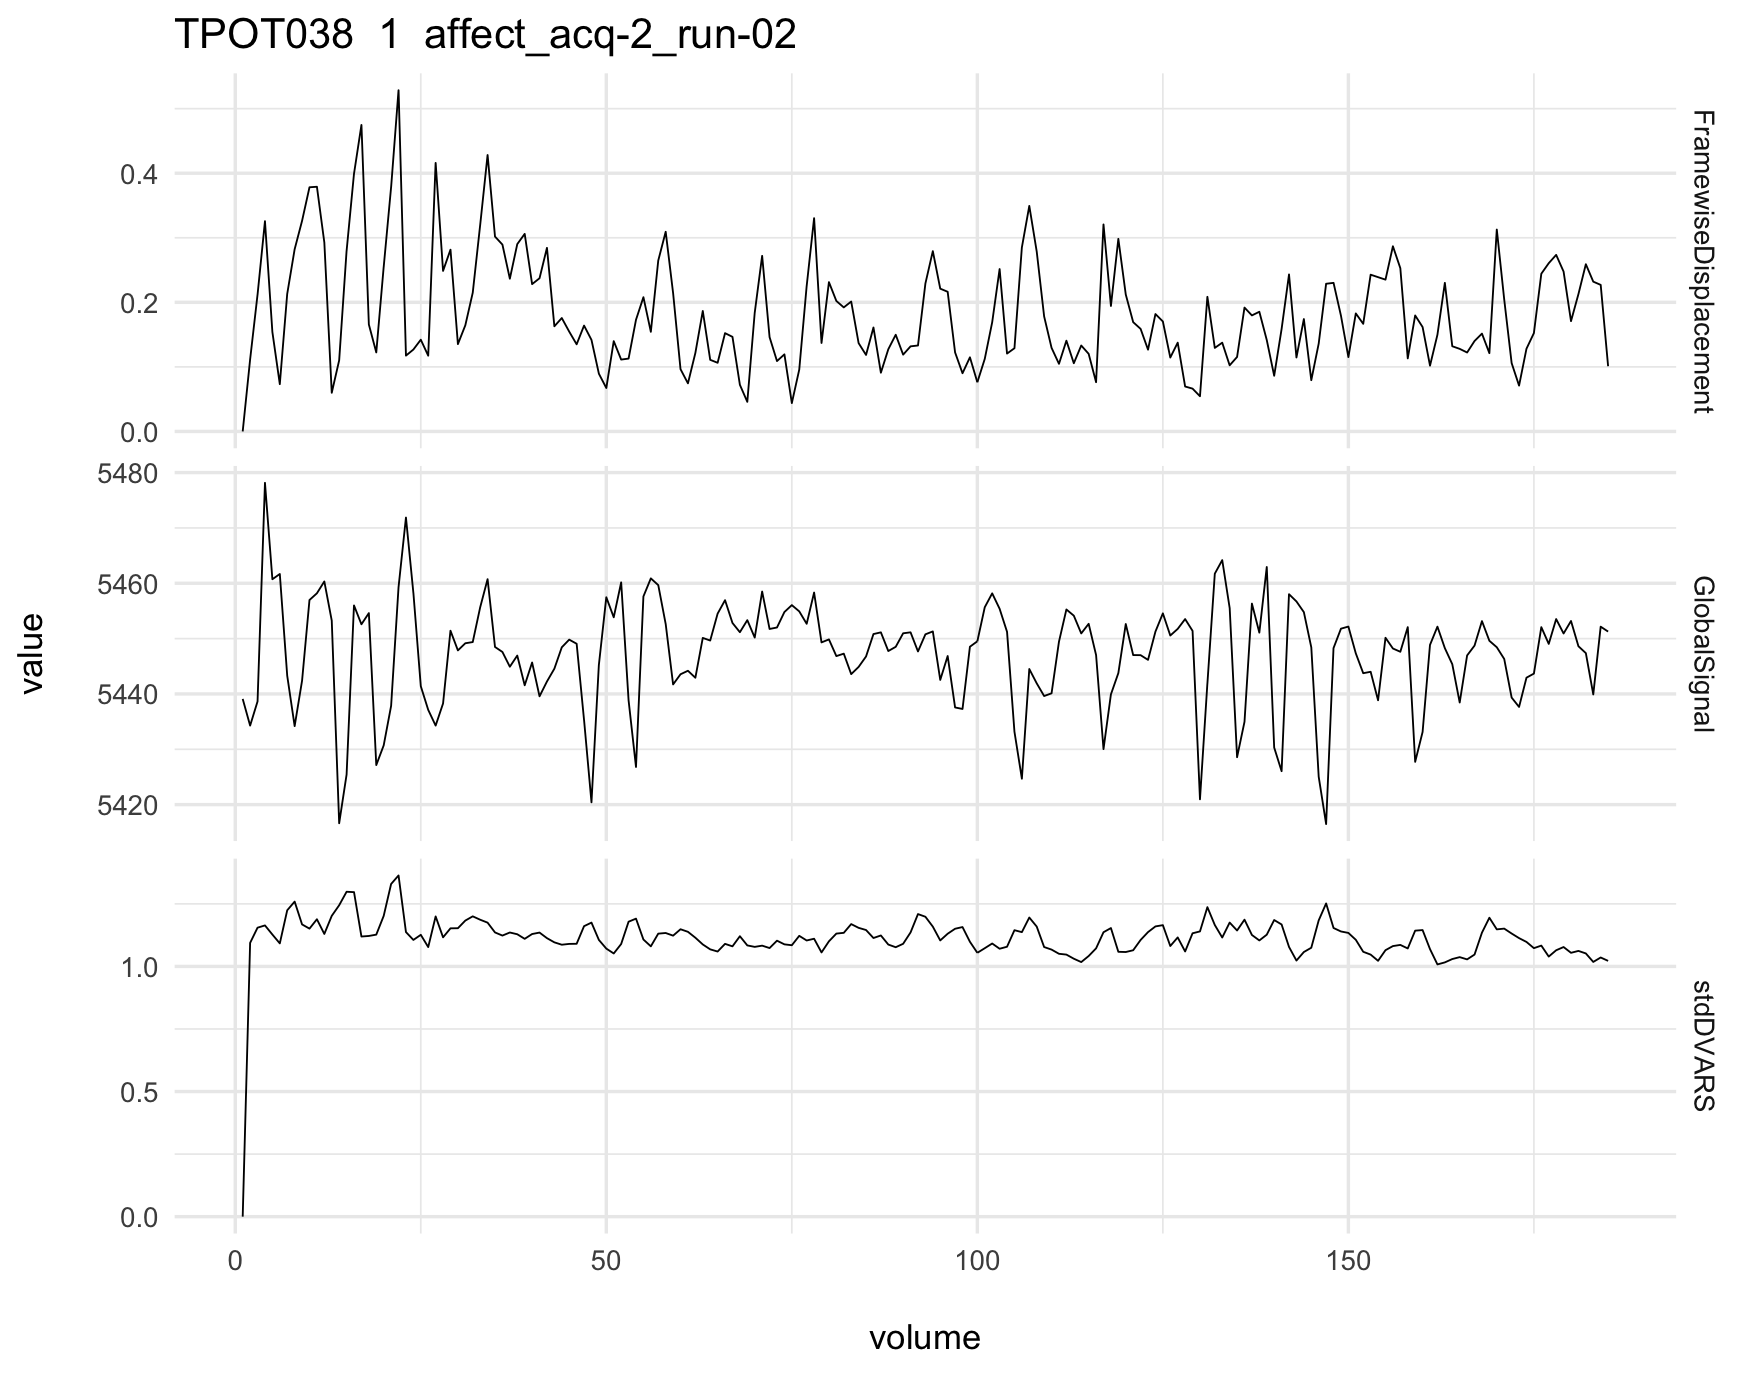 TPOT038  1  affect_acq-2_run-02
0.4
0.2
0.0
FramewiseDisplacement
5480
5460
5440
5420
GlobalSignal
value
1.0
0.5
0.0
stdDVARS
0 50 100 150
volume